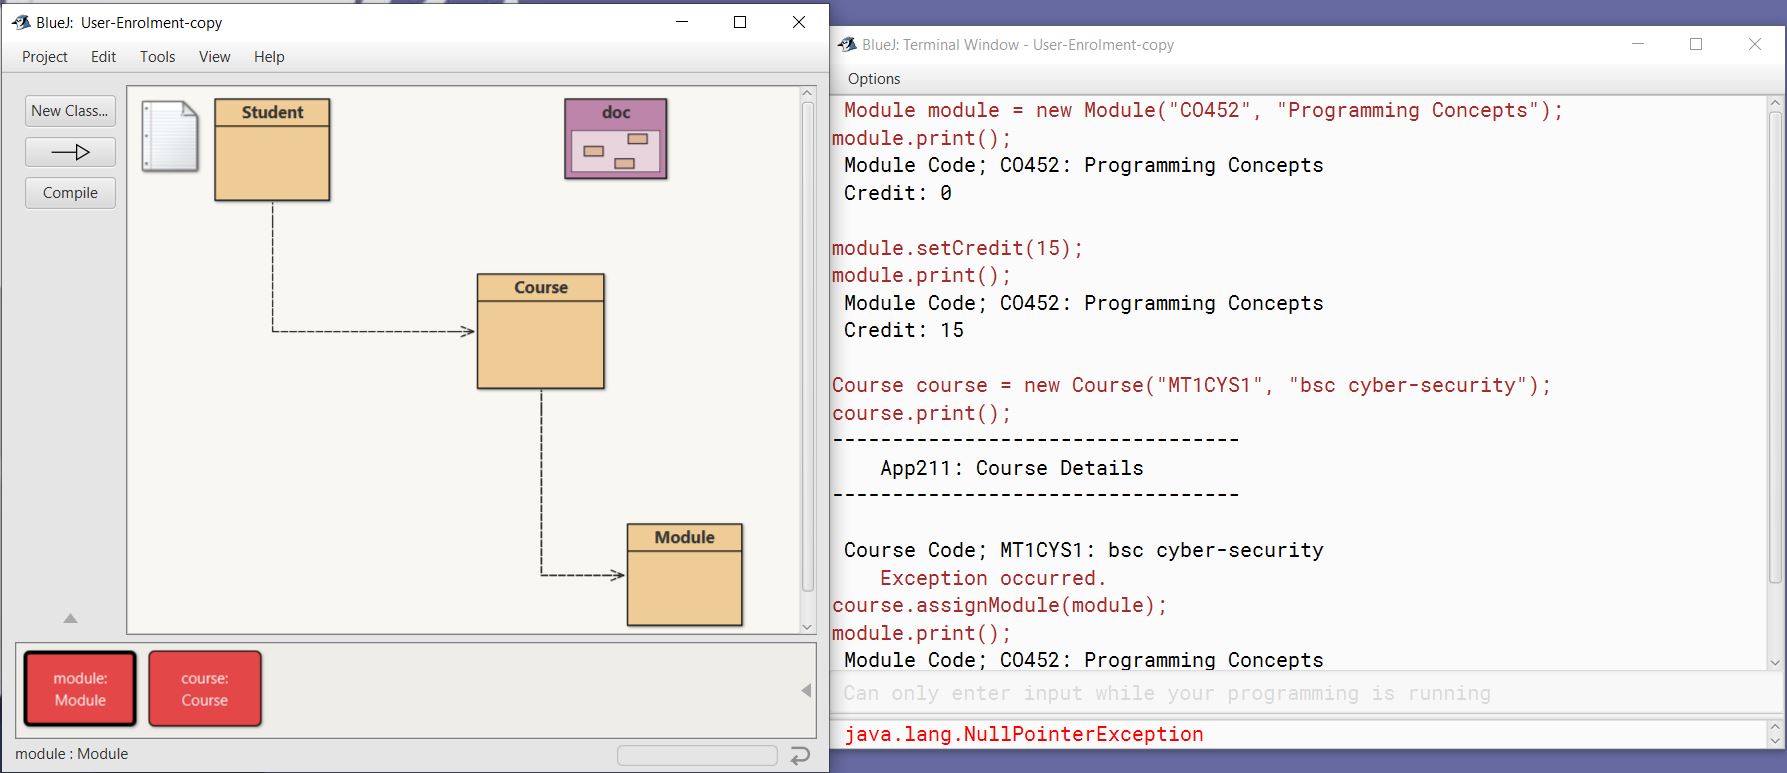 BlueJ: User-Enrolment-copy
Project Edit Tools View Help
New Class...
Compile
Student
doc
Course
Module
module:
Module
course:
Course
module : Module
BlueJ: Terminal Window - User-Enrolment-copy
Options
Module module = new Module("CO452", "Programming Concepts");
module.print();
Module Code; CO452: Programming Concepts
Credit: 0
module.setCredit(15);
module.print();
Module Code; CO452: Programming Concepts
Credit: 15
Course course = new Course("MT1CYS1", "bsc cyber-security");
course.print();
----------------------------------
App211: Course Details
----------------------------------
Course Code; MT1CYS1: bsc cyber-security
Exception occurred.
course.assignModule(module);
module.print();
Module Code; CO452: Programming Concepts
Can only enter input while your programming is running
java.lang.NullPointerException